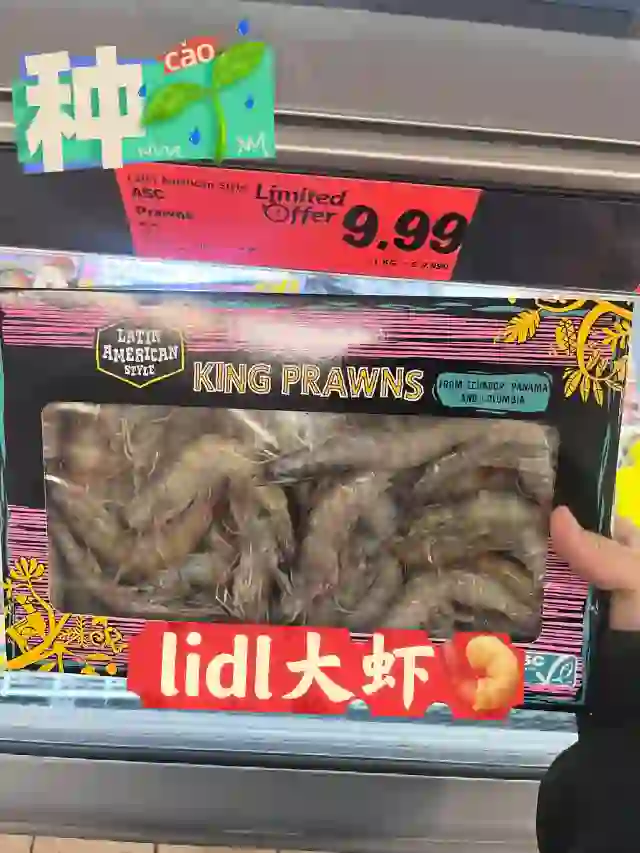 种
cǎo
Latin American Style
ASC
Prawns
Limited
Offer
9.99
LATIN
AMERICAN
STYLE
KING PRAWNS
FROM ECUADOR, PANAMA
AND COLUMBIA
lidl大虾